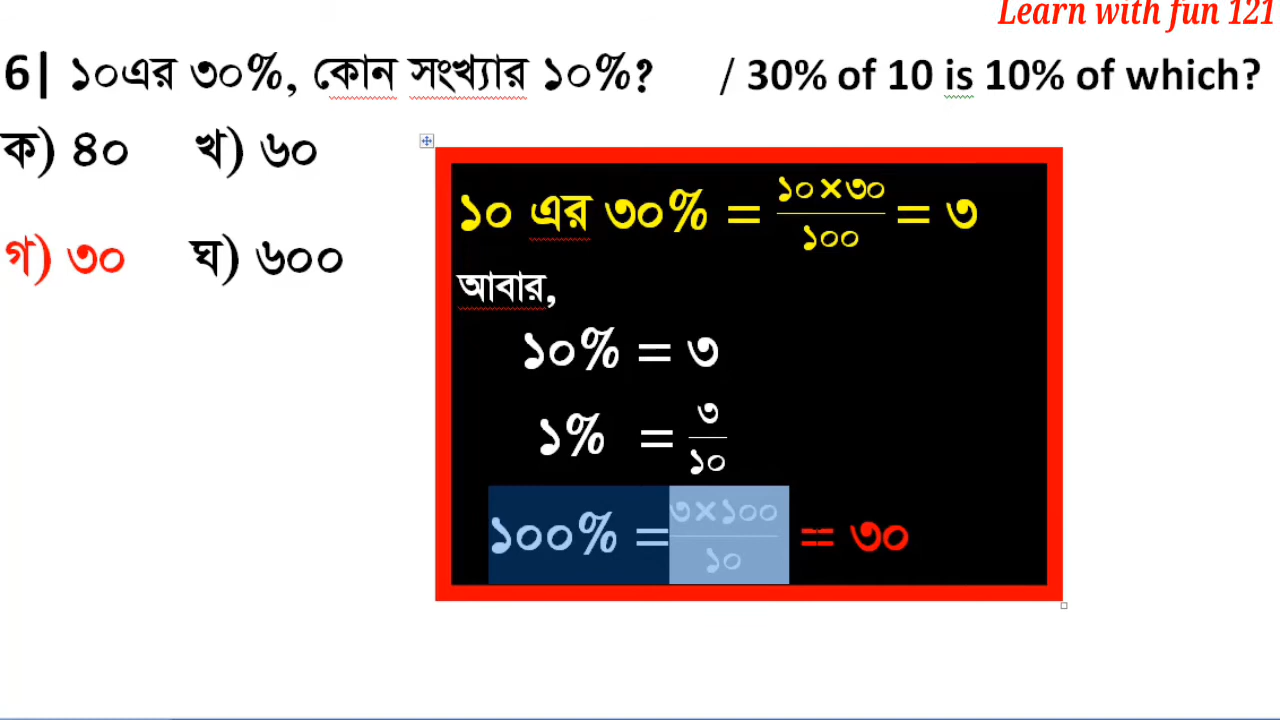 Learn with fun 121
6| ১০এর ৩০%, কোন সংখ্যার ১০%? / 30% of 10 is 10% of which?
ক) ৪০ খ) ৬০
গ) ৩০ ঘ) ৬০০
১০ এর ৩০% = ১০×৩০/১০০ = ৩
আবার,
১০% = ৩
১% = ৩/১০
১০০% = ৩×১০০/১০ = ৩০